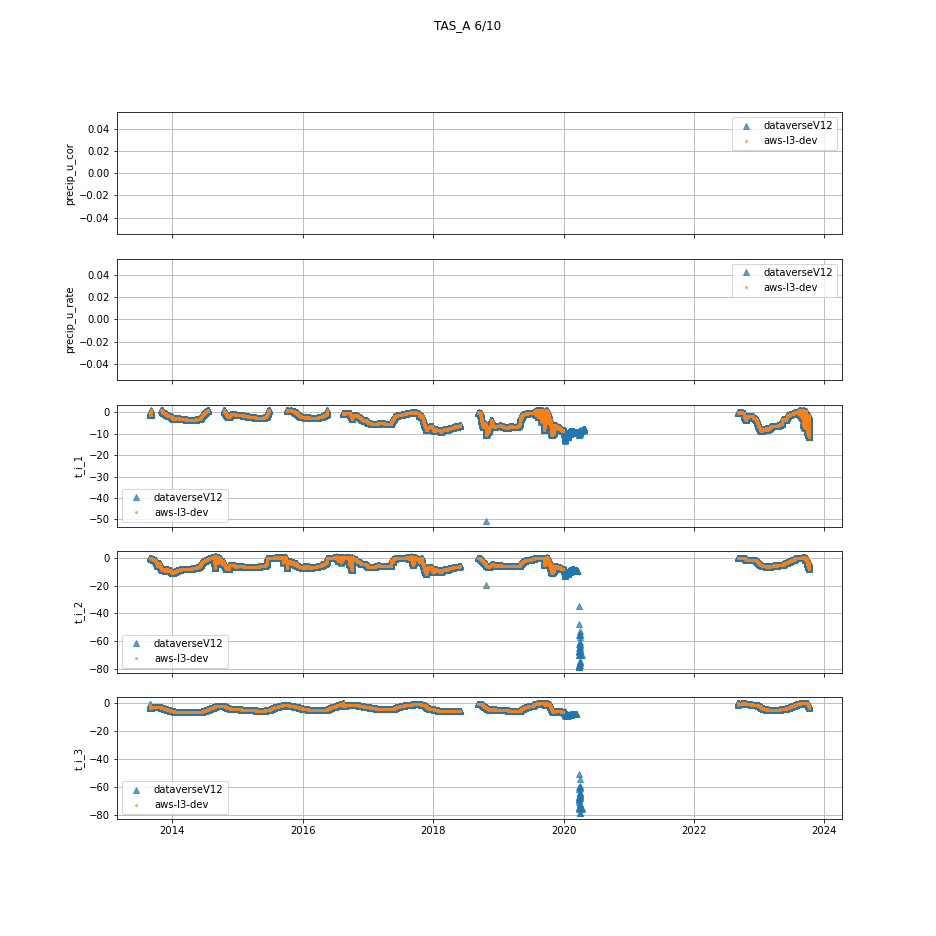 TAS_A 6/10
0.04
0.02
0.00
−0.02
−0.04
precip_u_cor
dataverseV12
aws-l3-dev
0.04
0.02
0.00
−0.02
−0.04
precip_u_rate
dataverseV12
aws-l3-dev
0
−10
−20
−30
−40
−50
t_i_1
dataverseV12
aws-l3-dev
0
−20
−40
−60
−80
t_i_2
dataverseV12
aws-l3-dev
0
−20
−40
−60
−80
t_i_3
dataverseV12
aws-l3-dev
2014 2016 2018 2020 2022 2024